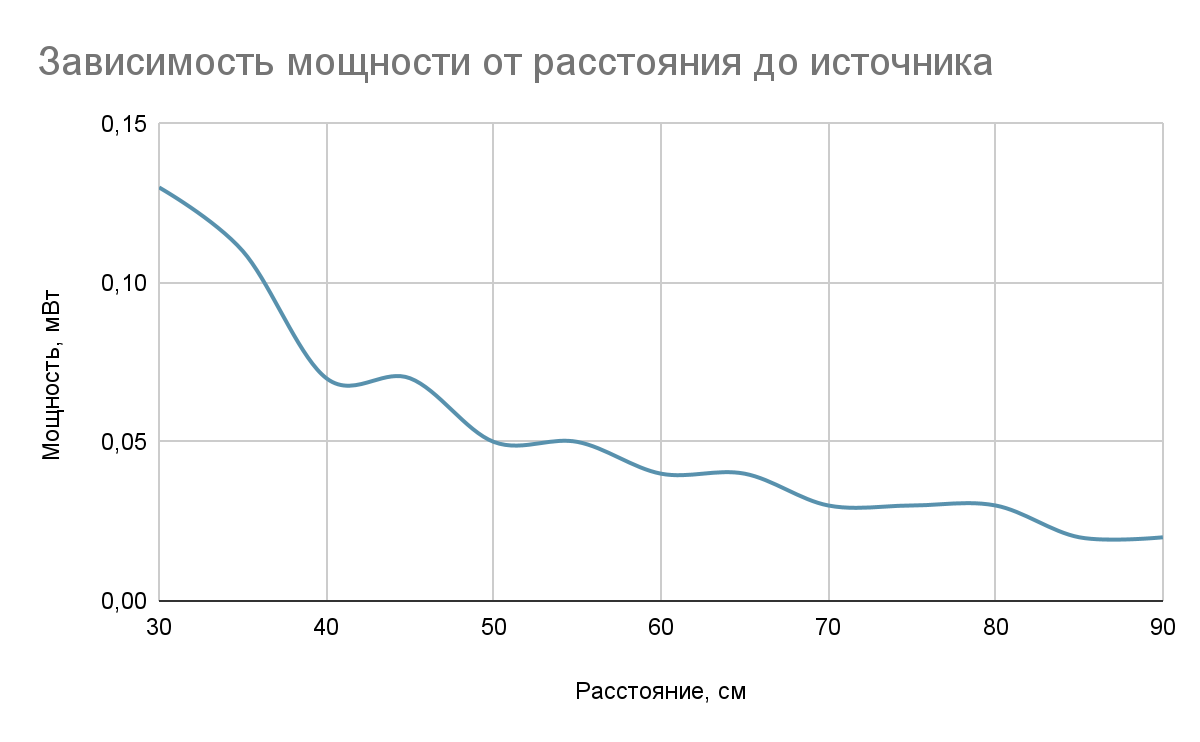 Зависимость мощности от расстояния до источника
0,15
0,10
0,05
0,00
Мощность, мВт
30 40 50 60 70 80 90
Расстояние, см